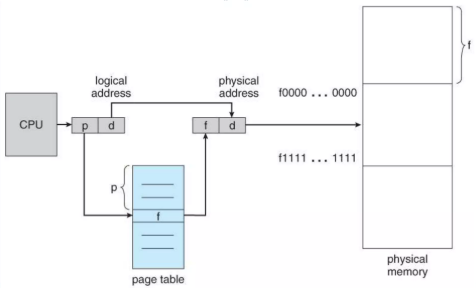 logical
address
physical
address
f
f0000 ... 0000
CPU
p d
f d
f1111 ... 1111
p
f
page table
physical
memory